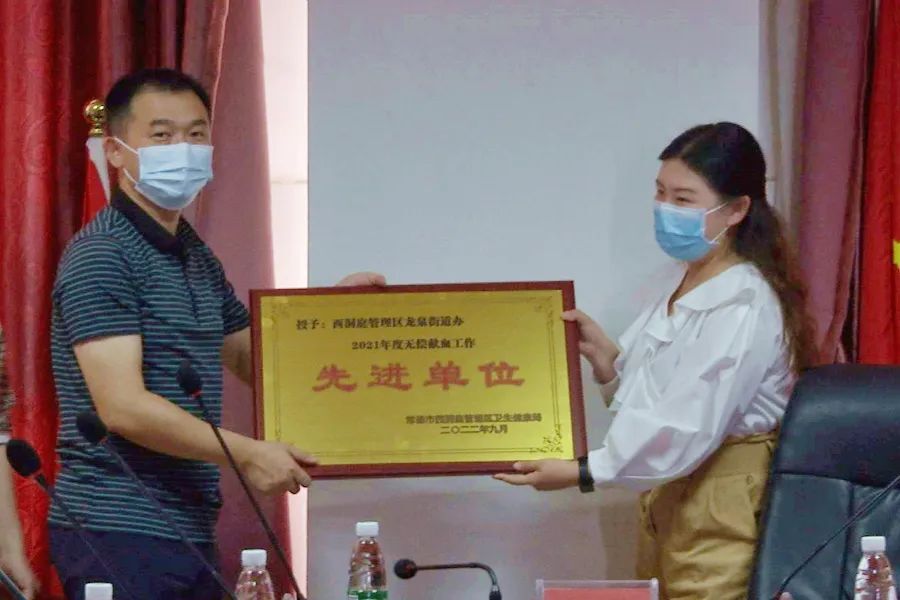 授予：西洞庭管理区龙泉街道办
2021年度无偿献血工作
先进单位
常德市西洞庭管理区卫生健康局
二〇二二年九月